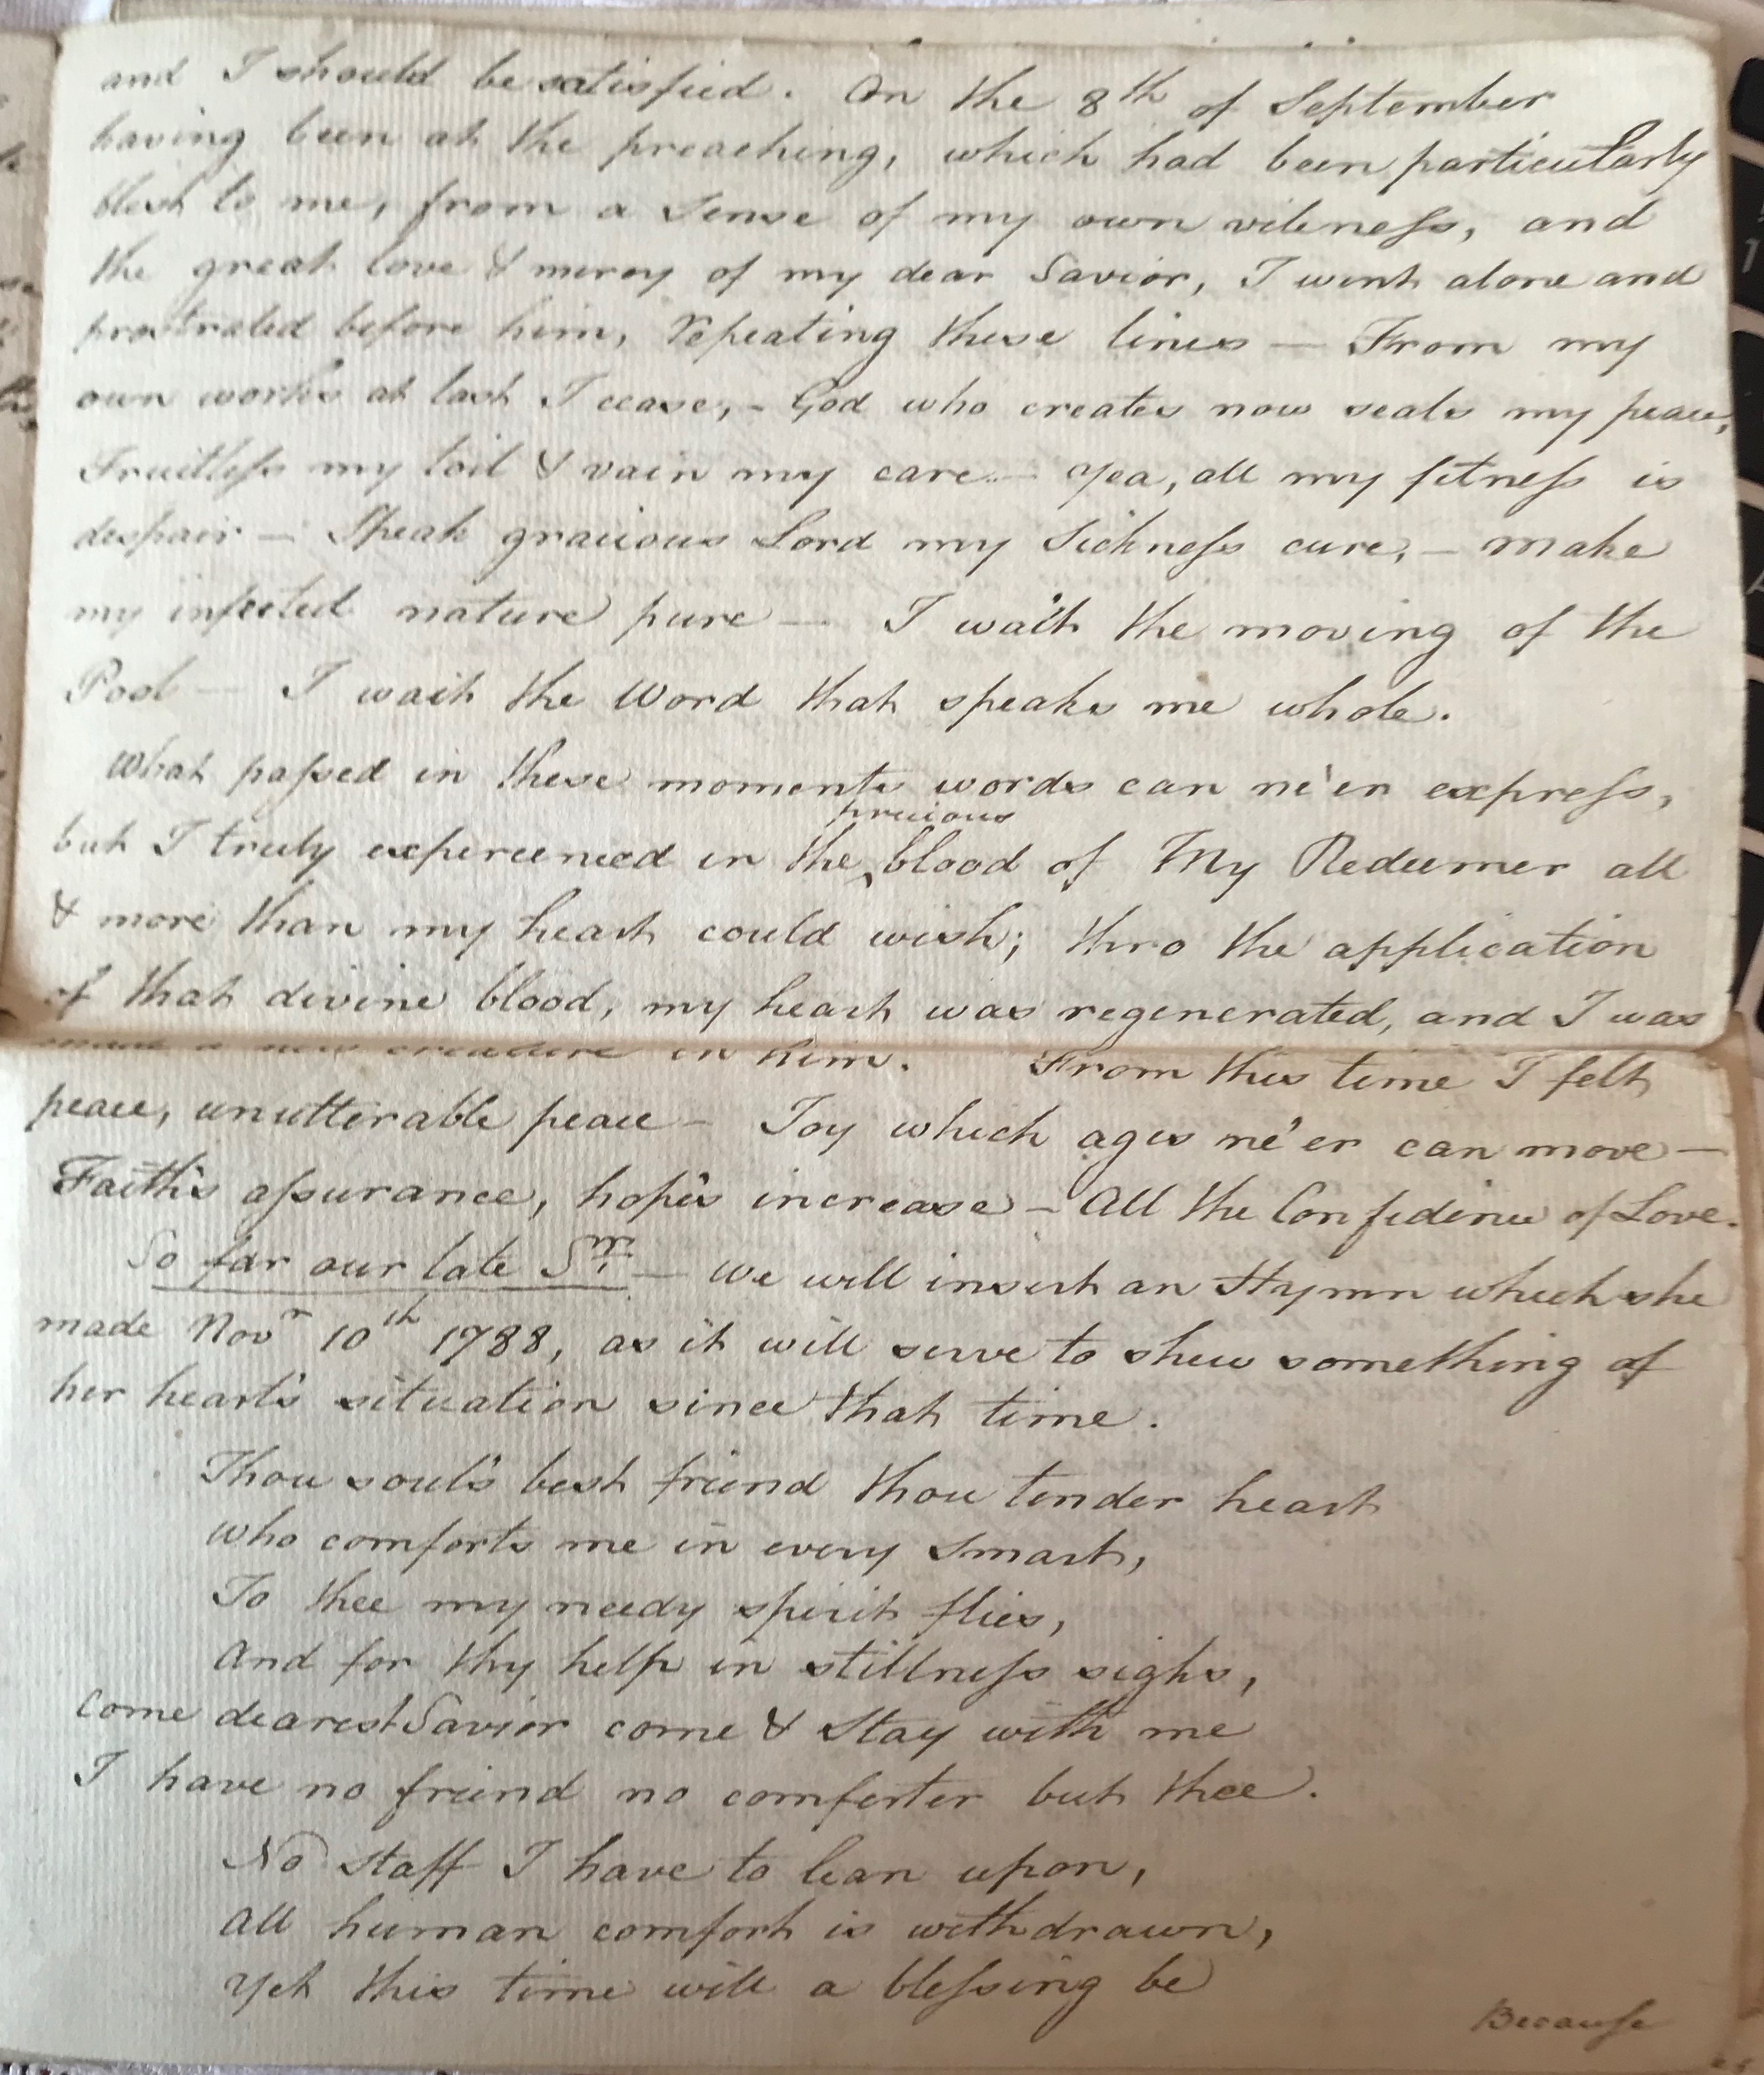 and I should be satisfied. On the 8th of September
having been at the preaching, which had been particularly
blest to me, from a sense of my own vileness, and
the great love & mercy of my dear Savior, I went alone and
prostrated before him, repeating these lines — From my
own works at last I cease, - God who creates now seals my peace,
Fruitless my toil & vain my care — Yea, all my fitness is
despair — Speak gracious Lord my sickness cure, — Make
my infected nature pure — I wait the moving of the
Pool — I wait the Word that speaks me whole.
What passed in these moments words can ne'er express,
precious
but I truly experienced in the ‸ blood of My Redeemer all
& more than my heart could wish; thro the application
of that divine blood, my heart was regenerated, and I was
made a new creature in him. From this time I felt
peace, unutterable peace — Joy which ages ne'er can move —
Faith's assurance, hope's increase — All the Confidence of Love.
So far our late Sr. — We will insert an Hymn which she
made Novr 10th 1788, as it will serve to shew something of
her heart's situation since that time.
Thou soul's best friend thou tender heart
Who comforts me in every smart,
To thee my needy spirit flies,
And for thy help in stillness sighs,
Come dearest Savior come & stay with me
I have no friend no comforter but thee.
No staff I have to lean upon,
All human comfort is withdrawn,
Yet this time will a blessing be
Because